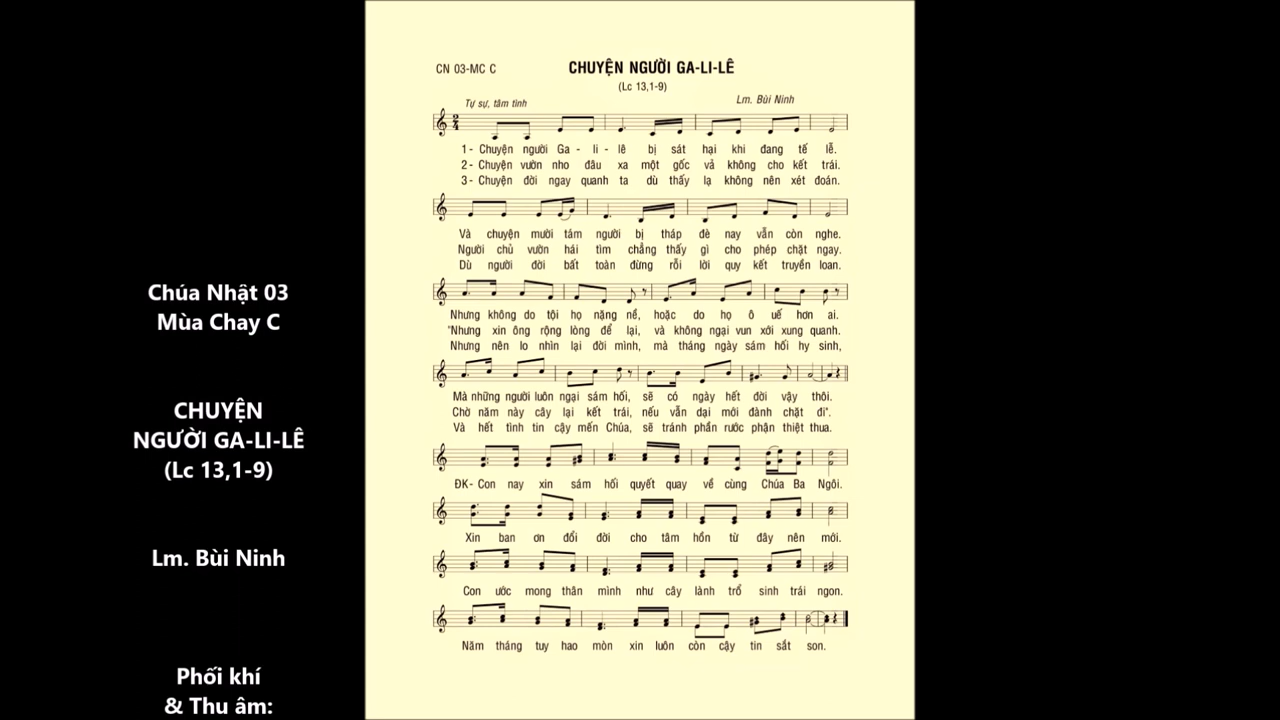 Chúa Nhật 03
Mùa Chay C
CHUYỆN
NGƯỜI GA-LI-LÊ
(Lc 13,1-9)
Lm. Bùi Ninh
Phối khí
& Thu âm:
CN 03-MC C
CHUYỆN NGƯỜI GA-LI-LÊ
(Lc 13,1-9)
Tự sự, tâm tình
Lm. Bùi Ninh
1- Chuyện người Ga - li - lê bị sát hại khi đang tế lễ.
2- Chuyện vườn nho đâu xa một gốc vả không cho kết trái.
3- Chuyện đời ngay quanh ta dù thấy lạ không nên xét đoán.
Và chuyện mười tám người bị tháp đè nay vẫn còn nghe.
Người chủ vườn hái tìm chẳng thấy gì cho phép chặt ngay.
Dù người đời bất toàn đừng rỗi lời quy kết truyền loan.
Nhưng không do tội họ nặng nề, hoặc do họ ô uế hơn ai.
"Nhưng xin ông rộng lòng để lại, và không ngại vun xới xung quanh.
Nhưng nên lo nhìn lại đời mình, mà tháng ngày sám hối hy sinh,
Mà những người luôn ngại sám hối, sẽ có ngày hết đời vậy thôi.
Chờ năm này cây lại kết trái, nếu vẫn dại mới đành chặt đi".
Và hết tình tin cậy mến Chúa, sẽ tránh phần rước phận thiệt thua.
ĐK- Con nay xin sám hối quyết quay về cùng Chúa Ba Ngôi.
Xin ban ơn đổi đời cho tâm hồn từ đây nên mới.
Con ước mong thân mình như cây lành trổ sinh trái ngon.
Năm tháng tuy hao mòn xin luôn còn cậy tin sắt son.